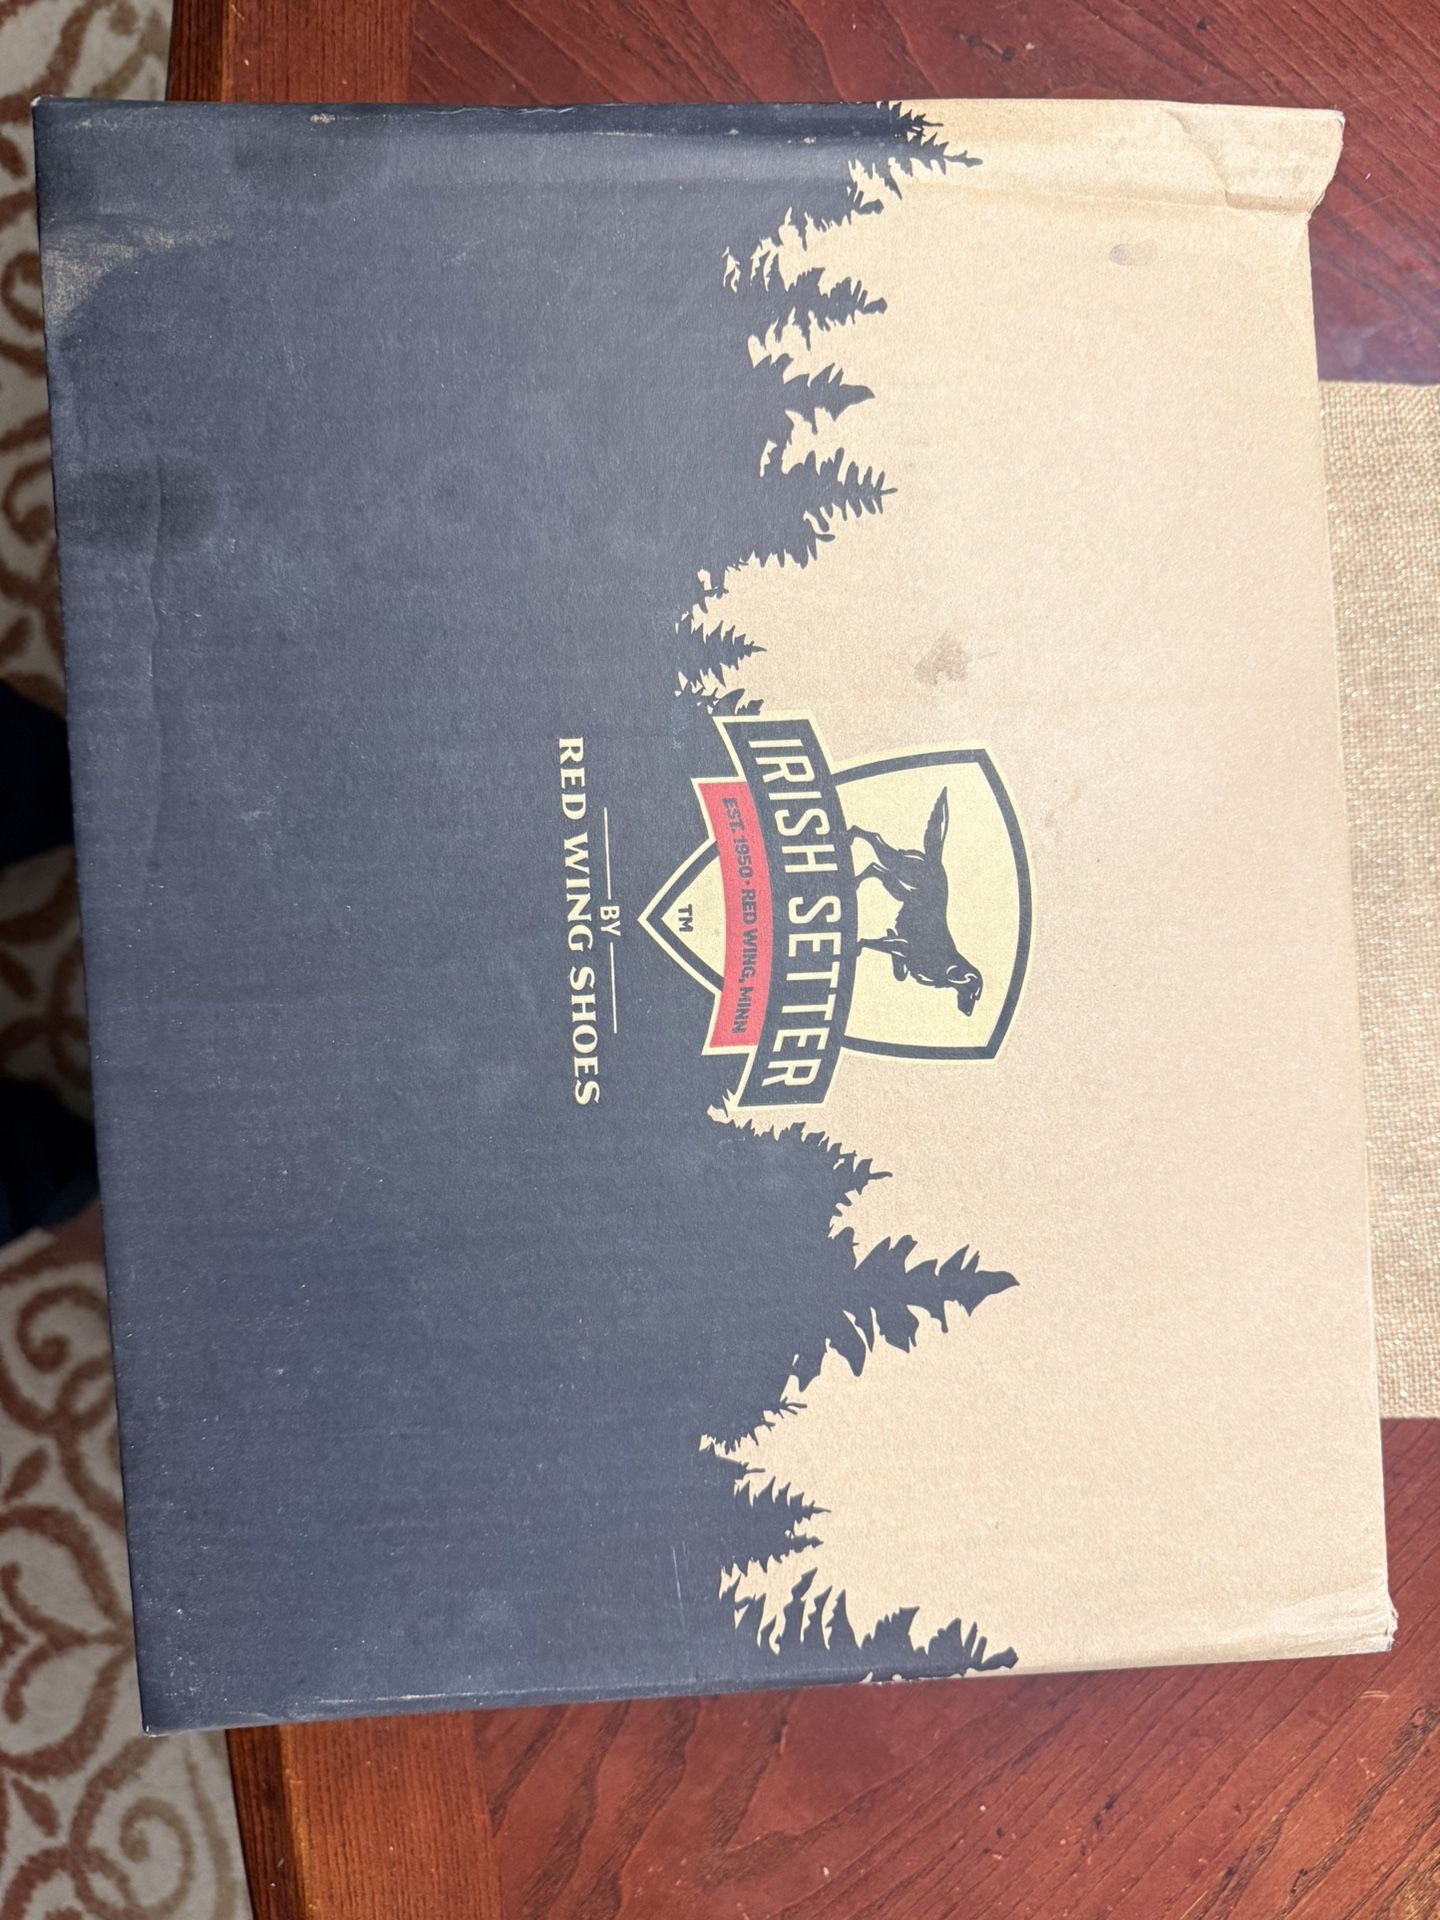 IRISH SETTER
EST. 1950 • RED WING, MINN
TM
BY
RED WING SHOES